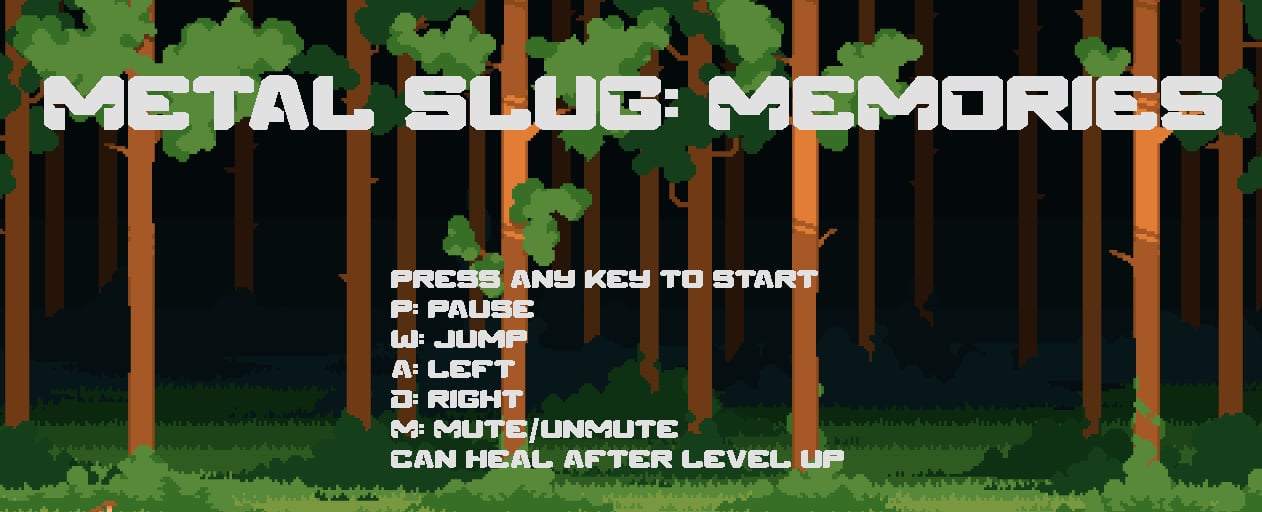 METAL SLUG: MEMORIES
PRESS ANY KEY TO START
P: PAUSE
W: JUMP
A: LEFT
D: RIGHT
M: MUTE/UNMUTE
CAN HEAL AFTER LEVEL UP